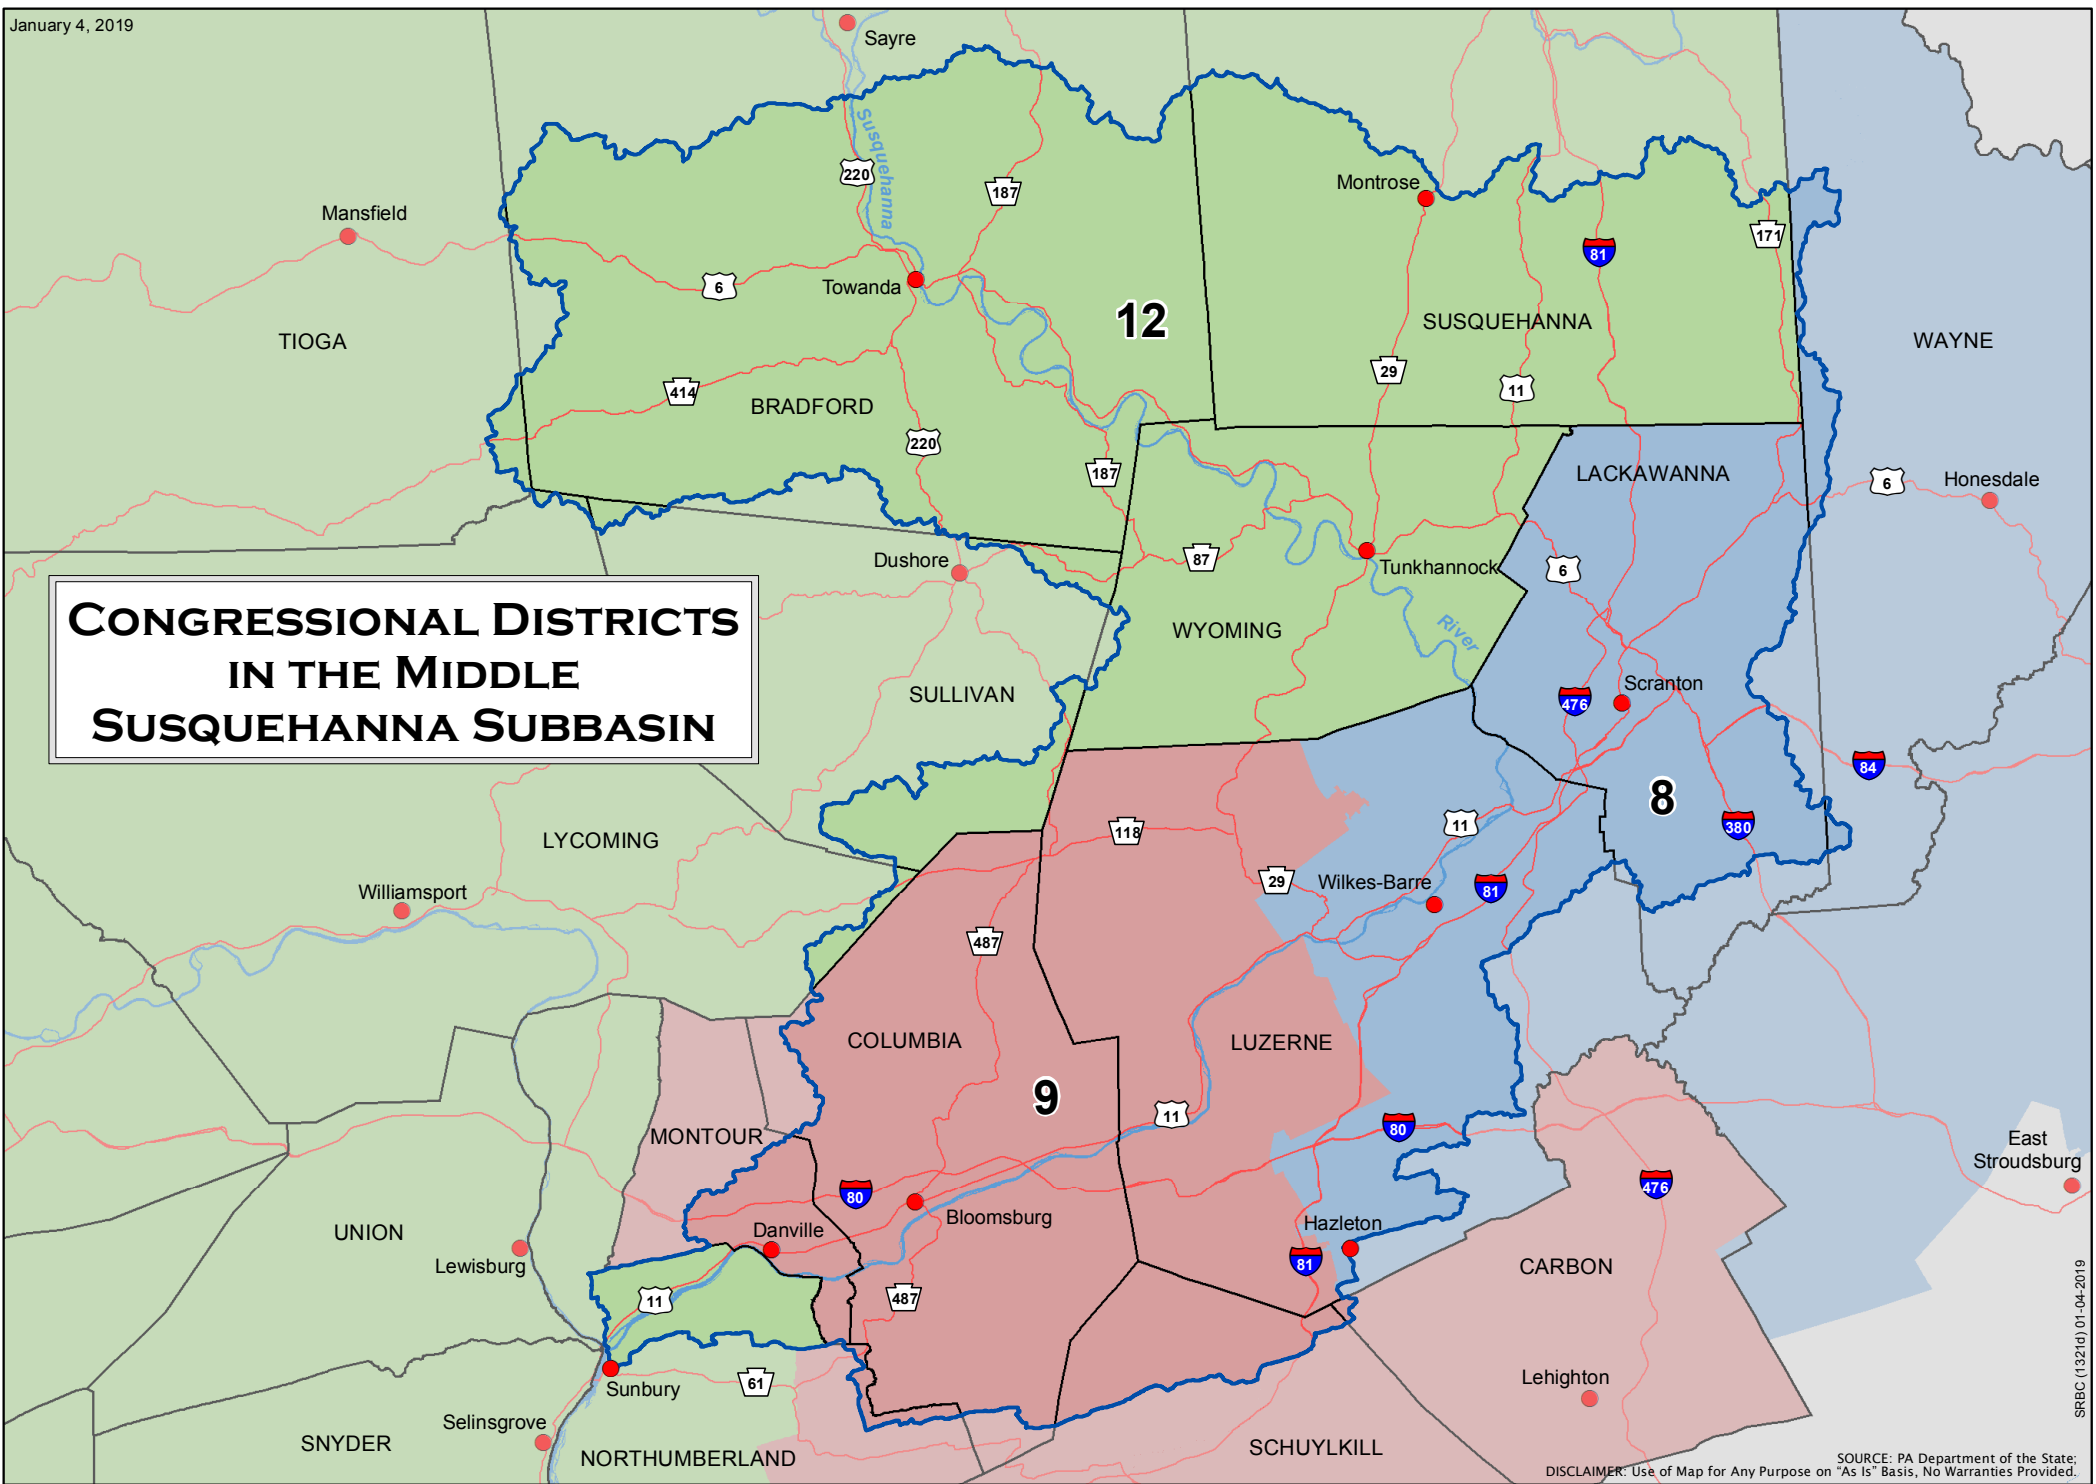 January 4, 2019
Sayre
Susquehanna
220
187
Montrose
Mansfield
171
81
6
Towanda
12
SUSQUEHANNA
TIOGA
WAYNE
29
11
414
BRADFORD
220
187
LACKAWANNA
6
Honesdale
Dushore
87
Tunkhannock
6
CONGRESSIONAL DISTRICTS
IN THE MIDDLE
SUSQUEHANNA SUBBASIN
WYOMING
River
SULLIVAN
Scranton
476
84
8
LYCOMING
118
11
380
Williamsport
29
Wilkes-Barre
81
487
COLUMBIA
LUZERNE
9
11
80
MONTOUR
East
Stroudsburg
80
476
Bloomsburg
Danville
Hazleton
UNION
Lewisburg
81
CARBON
11
487
Sunbury
61
Lehighton
Selinsgrove
SNYDER
NORTHUMBERLAND
SCHUYLKILL
SRBC (1321d) 01-04-2019
SOURCE: PA Department of the State;
DISCLAIMER: Use of Map for Any Purpose on "As Is" Basis, No Warranties Provided.